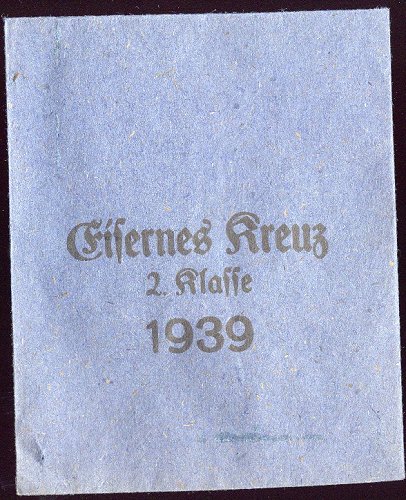 Eisernes Kreuz
2. Klasse
1939